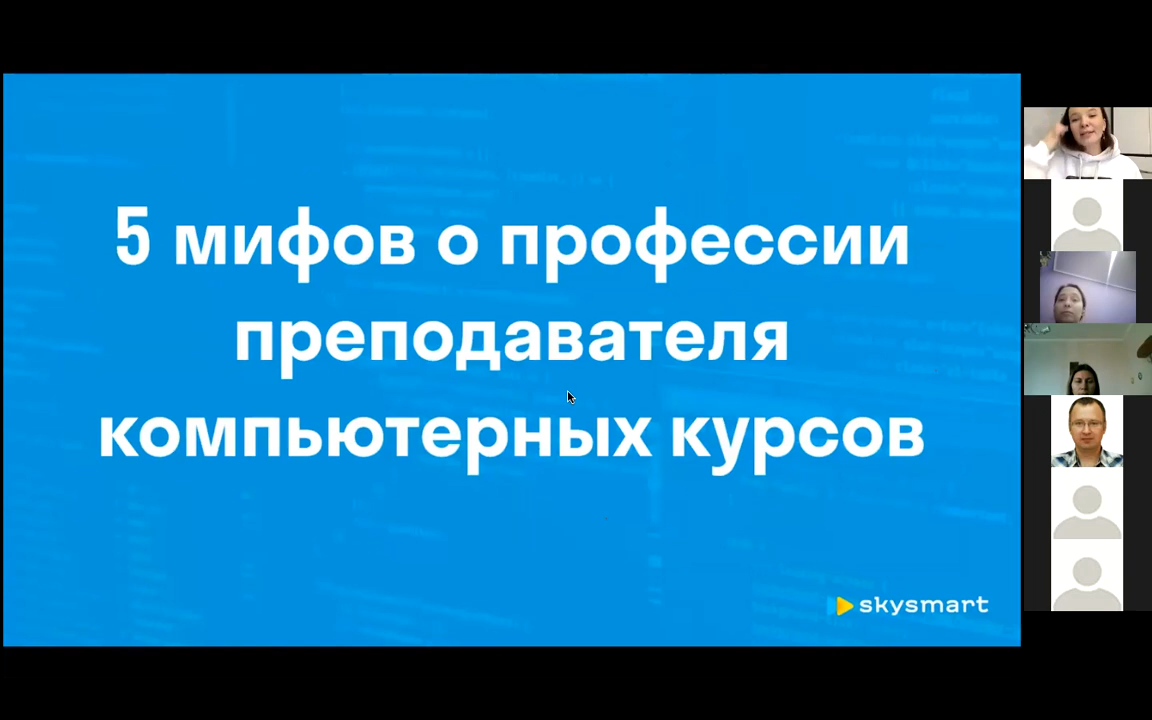 5 мифов о профессии
преподавателя
компьютерных курсов
skysmart